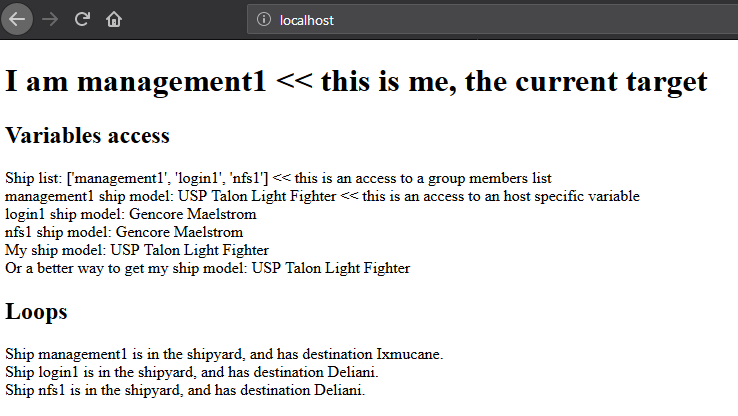 localhost
I am management1 << this is me, the current target
Variables access
Ship list: ['management1', 'login1', 'nfs1'] << this is an access to a group members list
management1 ship model: USP Talon Light Fighter << this is an access to an host specific variable
login1 ship model: Gencore Maelstrom
nfs1 ship model: Gencore Maelstrom
My ship model: USP Talon Light Fighter
Or a better way to get my ship model: USP Talon Light Fighter
Loops
Ship management1 is in the shipyard, and has destination Ixmucane.
Ship login1 is in the shipyard, and has destination Deliani.
Ship nfs1 is in the shipyard, and has destination Deliani.